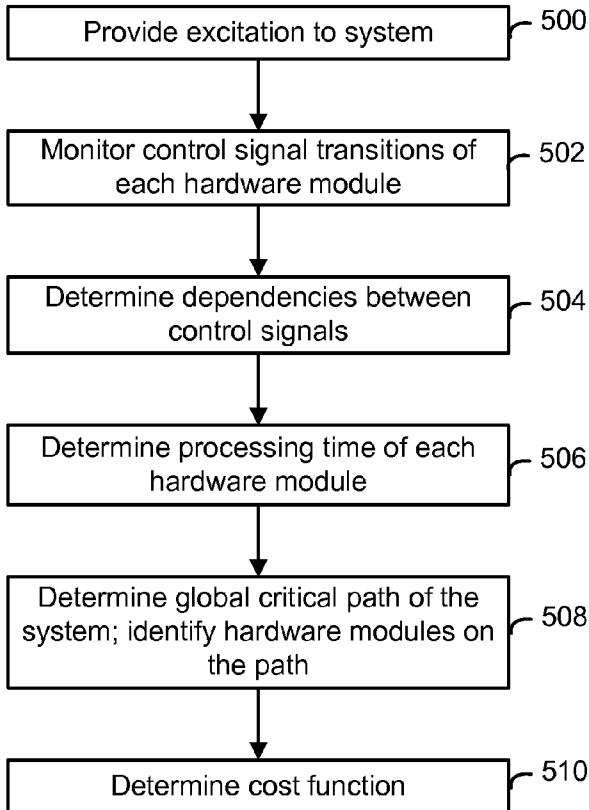 Provide excitation to system
500
Monitor control signal transitions of
each hardware module
502
Determine dependencies between
control signals
504
Determine processing time of each
hardware module
506
Determine global critical path of the
system; identify hardware modules on
the path
508
Determine cost function
510